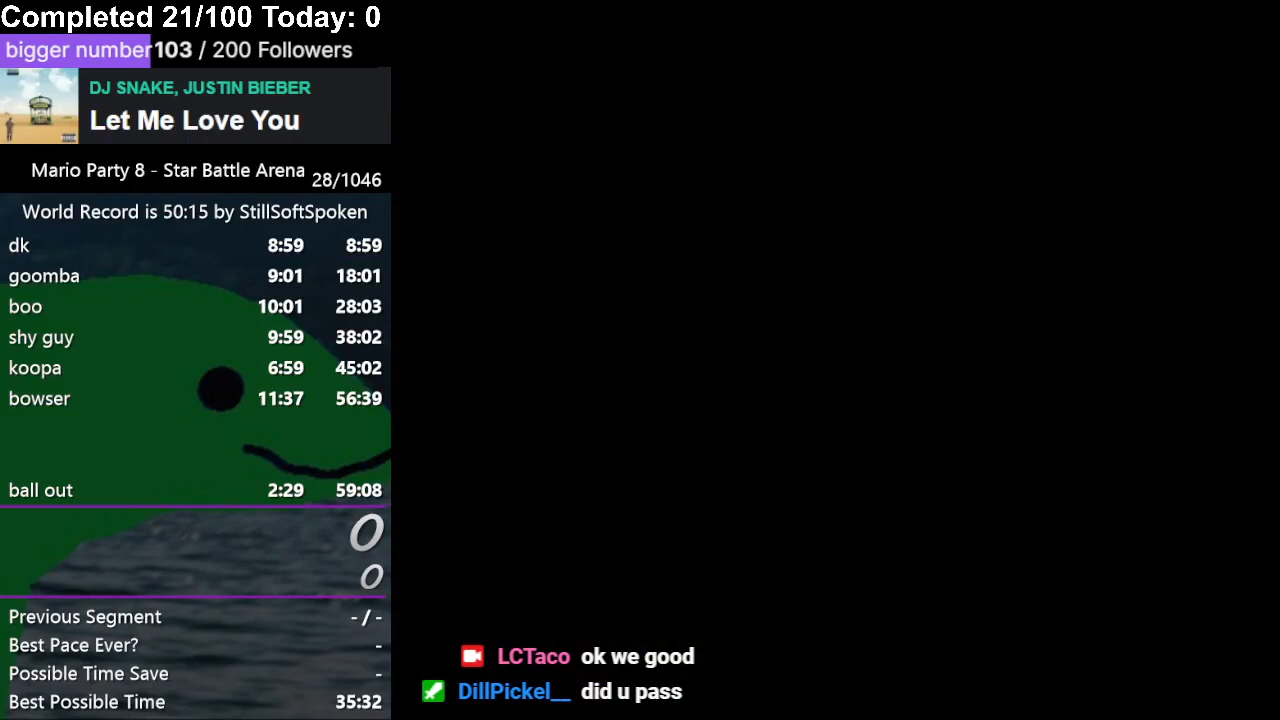 Completed 21/100 Today: 0
bigger number 103 / 200 Followers
DJ SNAKE, JUSTIN BIEBER
Let Me Love You
Mario Party 8 - Star Battle Arena 28/1046
World Record is 50:15 by StillSoftSpoken
dk 8:59 8:59
goomba 9:01 18:01
boo 10:01 28:03
shy guy 9:59 38:02
koopa 6:59 45:02
bowser 11:37 56:39
ball out 2:29 59:08
0
0
Previous Segment - / -
Best Pace Ever? -
Possible Time Save -
Best Possible Time 35:32
LCTaco ok we good
DillPickel__ did u pass